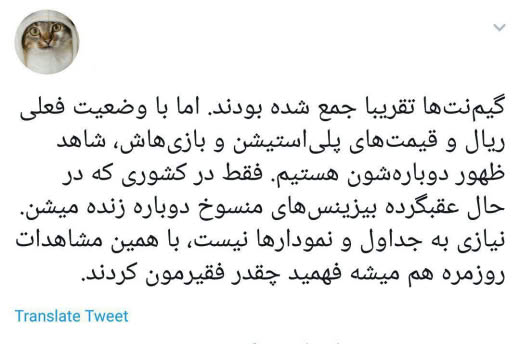 گیم‌نت‌ها تقریبا جمع شده بودند. اما با وضعیت فعلی
ریال و قیمت‌های پلی‌استیشن و بازی‌هاش، شاهد
ظهور دوباره‌شون هستیم. فقط در کشوری که در
حال عقبگرده بیزینس‌های منسوخ دوباره زنده میشن.
نیازی به جداول و نمودارها نیست، با همین مشاهدات
روزمره هم میشه فهمید چقدر فقیرمون کردند.
Translate Tweet